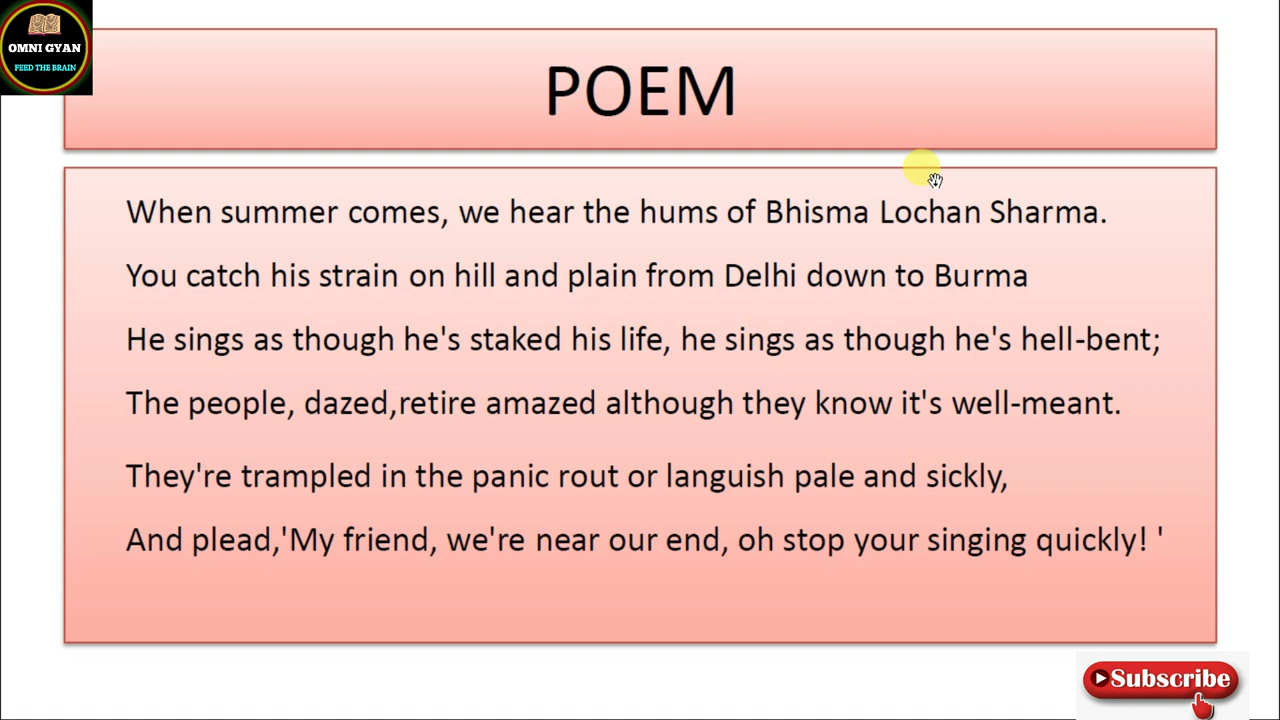 OMNI GYAN
FEED THE BRAIN
POEM
When summer comes, we hear the hums of Bhisma Lochan Sharma.
You catch his strain on hill and plain from Delhi down to Burma
He sings as though he's staked his life, he sings as though he's hell-bent;
The people, dazed,retire amazed although they know it's well-meant.
They're trampled in the panic rout or languish pale and sickly,
And plead,'My friend, we're near our end, oh stop your singing quickly! '
Subscribe